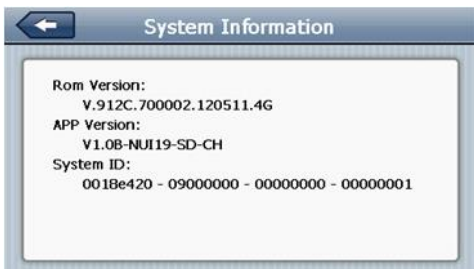 System Information
Rom Version:
V.912C.700002.120511.4G
APP Version:
V1.0B-NUI19-SD-CH
System ID:
0018e420 - 09000000 - 00000000 - 00000001